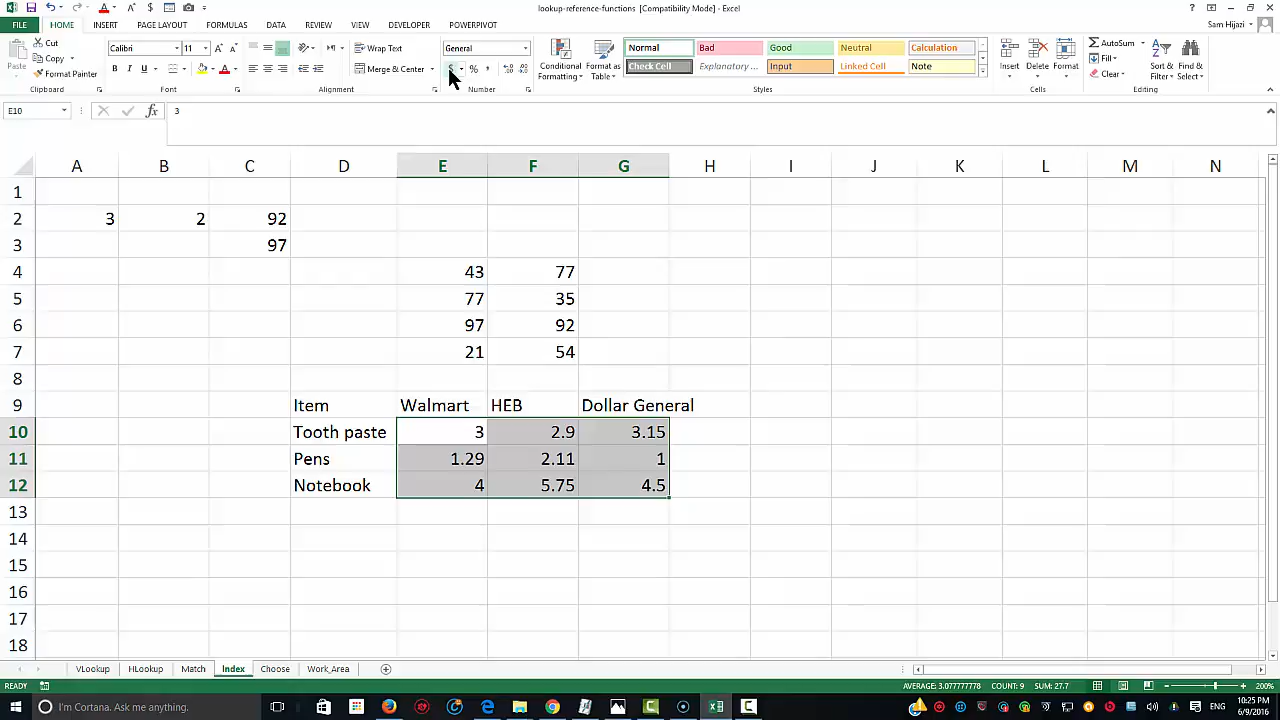 lookup-reference-functions [Compatibility Mode] - Excel
FILE HOME INSERT PAGE LAYOUT FORMULAS DATA REVIEW VIEW DEVELOPER POWERPIVOT Sam Hijazi
Cut
Copy
Format Painter
Paste
Clipboard
Calibri 11
B I U
Font
Wrap Text
Merge & Center
Alignment
General
$ % ,
Number
Conditional Formatting
Format as Table
Normal Bad Good Neutral Calculation
Check Cell Explanatory ... Input Linked Cell Note
Styles
Insert Delete Format
Cells
AutoSum
Fill
Clear
Sort & Filter
Find & Select
Editing
E10 fx 3
A B C D E F G H I J K L M N
1
2 3 2 92
3 97
4 43 77
5 77 35
6 97 92
7 21 54
8
9 Item Walmart HEB Dollar General
10 Tooth paste 3 2.9 3.15
11 Pens 1.29 2.11 1
12 Notebook 4 5.75 4.5
13
14
15
16
17
18
VLookup HLookup Match Index Choose Work_Area
READY AVERAGE: 3.077777778 COUNT: 9 SUM: 27.7 200%
I'm Cortana. Ask me anything.
10:25 PM
6/9/2016